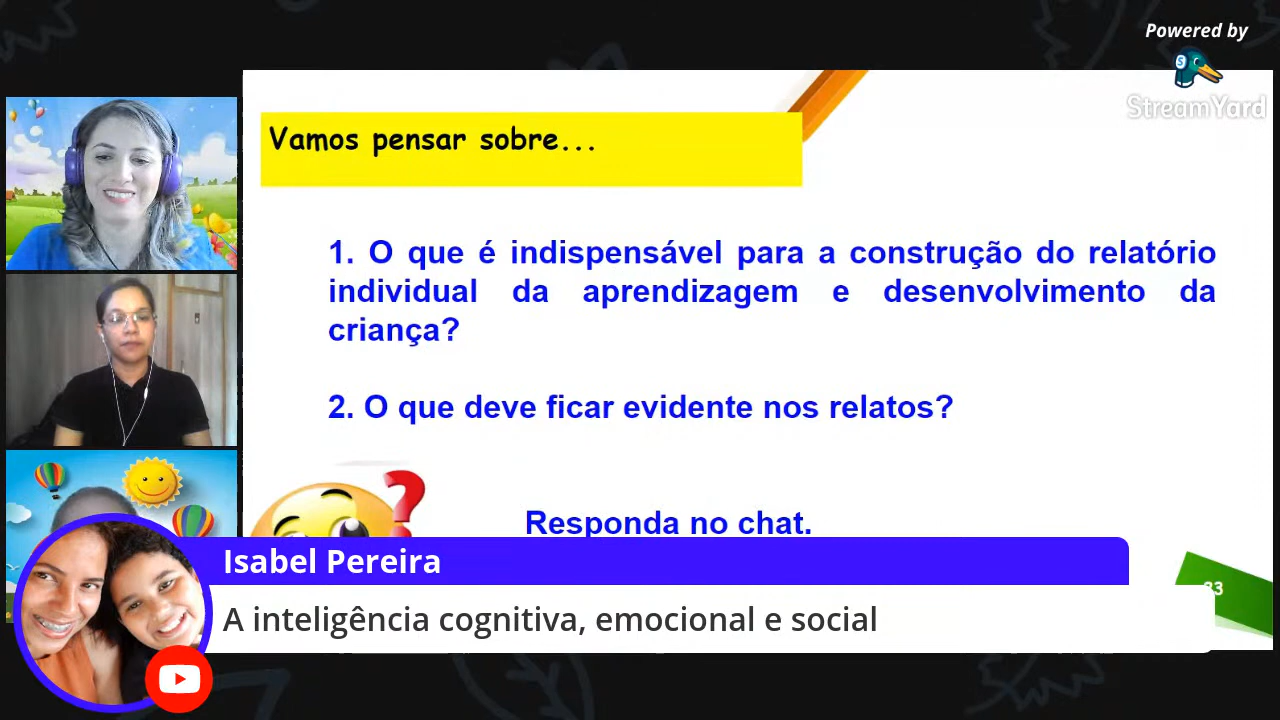 Powered by
StreamYard
Vamos pensar sobre...
1. O que é indispensável para a construção do relatório
individual da aprendizagem e desenvolvimento da
criança?
2. O que deve ficar evidente nos relatos?
Responda no chat.
Isabel Pereira
A inteligência cognitiva, emocional e social